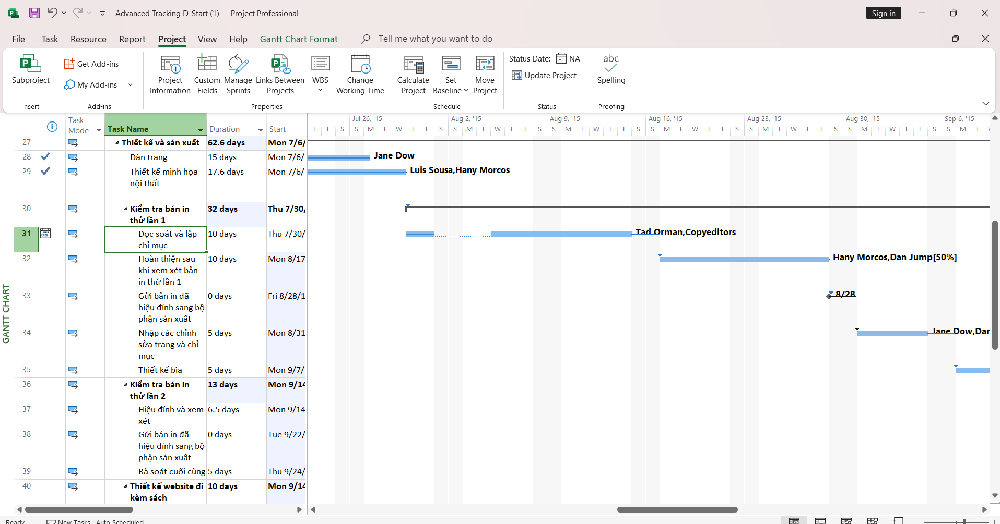 Advanced Tracking D_Start (1) - Project Professional
Sign in
File Task Resource Report Project View Help Gantt Chart Format Tell me what you want to do
Subproject
Insert
Get Add-ins
My Add-ins
Add-ins
Project Information
Custom Fields
Manage Sprints
Links Between Projects
WBS
Change Working Time
Properties
Calculate Project
Set Baseline
Move Project
Schedule
Status Date: NA
Update Project
Status
abc
Spelling
Proofing
Task Mode Task Name Duration Start
Jul 26, '15 Aug 2, '15 Aug 9, '15 Aug 16, '15 Aug 23, '15 Aug 30, '15 Sep 6, '15
T F S S M T W T F S S M T W T F S S M T W T F S S M T W T F S S M T W T F S S M T W T F S S M T
27 Thiết kế và sản xuất 62.6 days Mon 7/6/
28 Dàn trang 15 days Mon 7/6/ Jane Dow
29 Thiết kế minh họa 17.6 days Mon 7/6/ Luis Sousa,Hany Morcos
nội thất
30 Kiểm tra bản in 32 days Thu 7/30/
thử lần 1
31 Đọc soát và lập 10 days Thu 7/30/ Tad Orman,Copyeditors
chỉ mục
32 Hoàn thiện sau 10 days Mon 8/17 Hany Morcos,Dan Jump[50%]
khi xem xét bản
in thử lần 1
33 Gửi bản in đã 0 days Fri 8/28/1 8/28
hiệu đính sang bộ
phận sản xuất
34 Nhập các chỉnh 5 days Mon 8/31 Jane Dow,Dan
sửa trang và chỉ
mục
35 Thiết kế bìa 5 days Mon 9/7/
36 Kiểm tra bản in 13 days Mon 9/14
thử lần 2
37 Hiệu đính và xem 6.5 days Mon 9/14
xét
38 Gửi bản in đã 0 days Tue 9/22/
hiệu đính sang bộ
phận sản xuất
39 Rà soát cuối cùng 5 days Thu 9/24/
40 Thiết kế website đi 10 days Mon 9/14
kèm sách
GANTT CHART
Ready New Tasks : Auto Scheduled